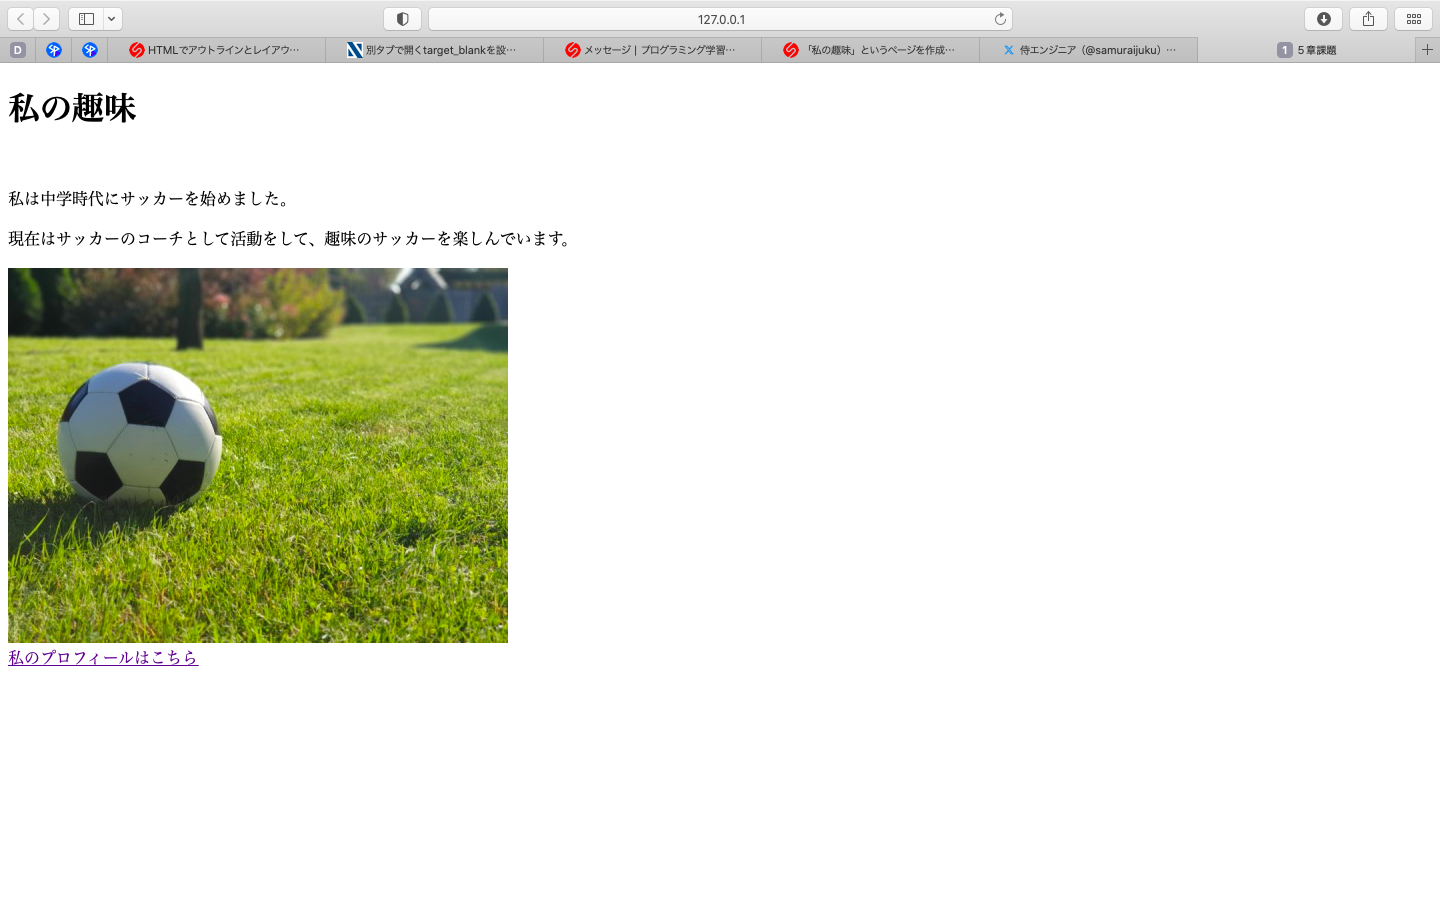 127.0.0.1
D
HTMLでアウトラインとレイアウ…
別タブで開くtarget_blankを設…
メッセージ | プログラミング学習…
「私の趣味」というページを作成…
侍エンジニア（@samuraijuku）…
1 ５章課題
私の趣味
私は中学時代にサッカーを始めました。
現在はサッカーのコーチとして活動をして、趣味のサッカーを楽しんでいます。
私のプロフィールはこちら